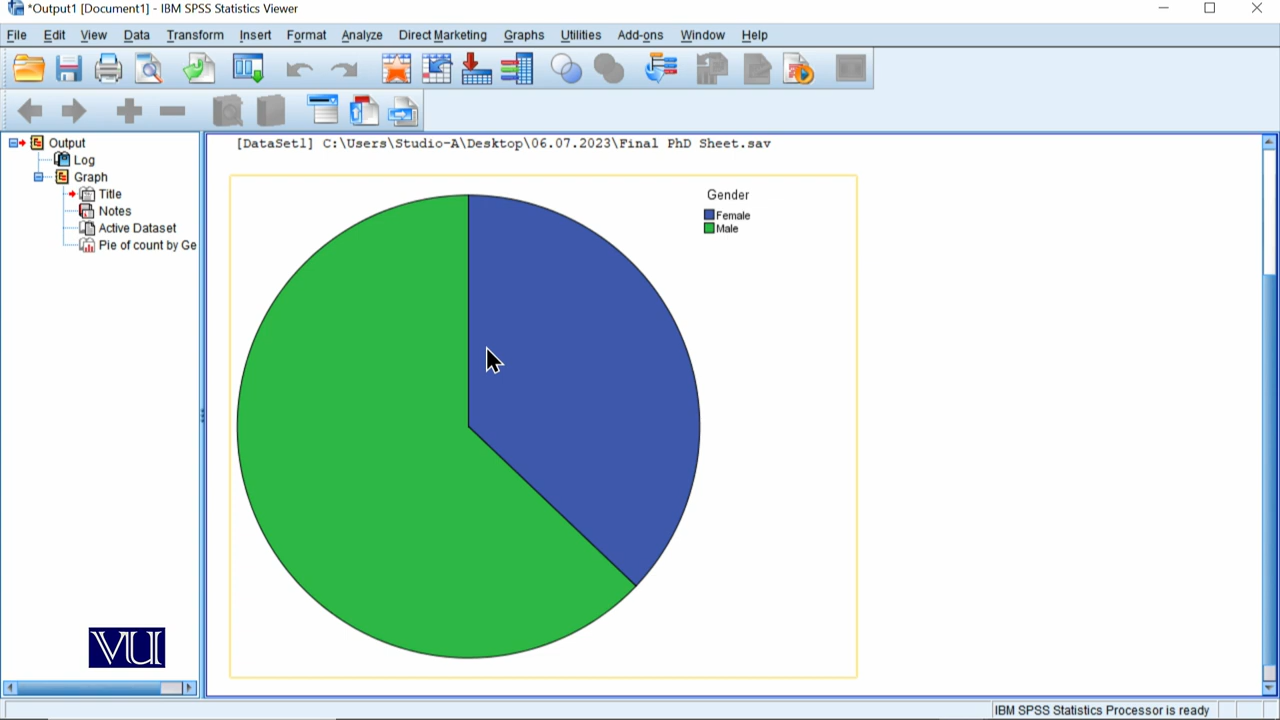 *Output1 [Document1] - IBM SPSS Statistics Viewer
File Edit View Data Transform Insert Format Analyze Direct Marketing Graphs Utilities Add-ons Window Help
Output
Log
Graph
Title
Notes
Active Dataset
Pie of count by Ge
[DataSet1] C:\Users\Studio-A\Desktop\06.07.2023\Final PhD Sheet.sav
Gender
Female
Male
VU
IBM SPSS Statistics Processor is ready